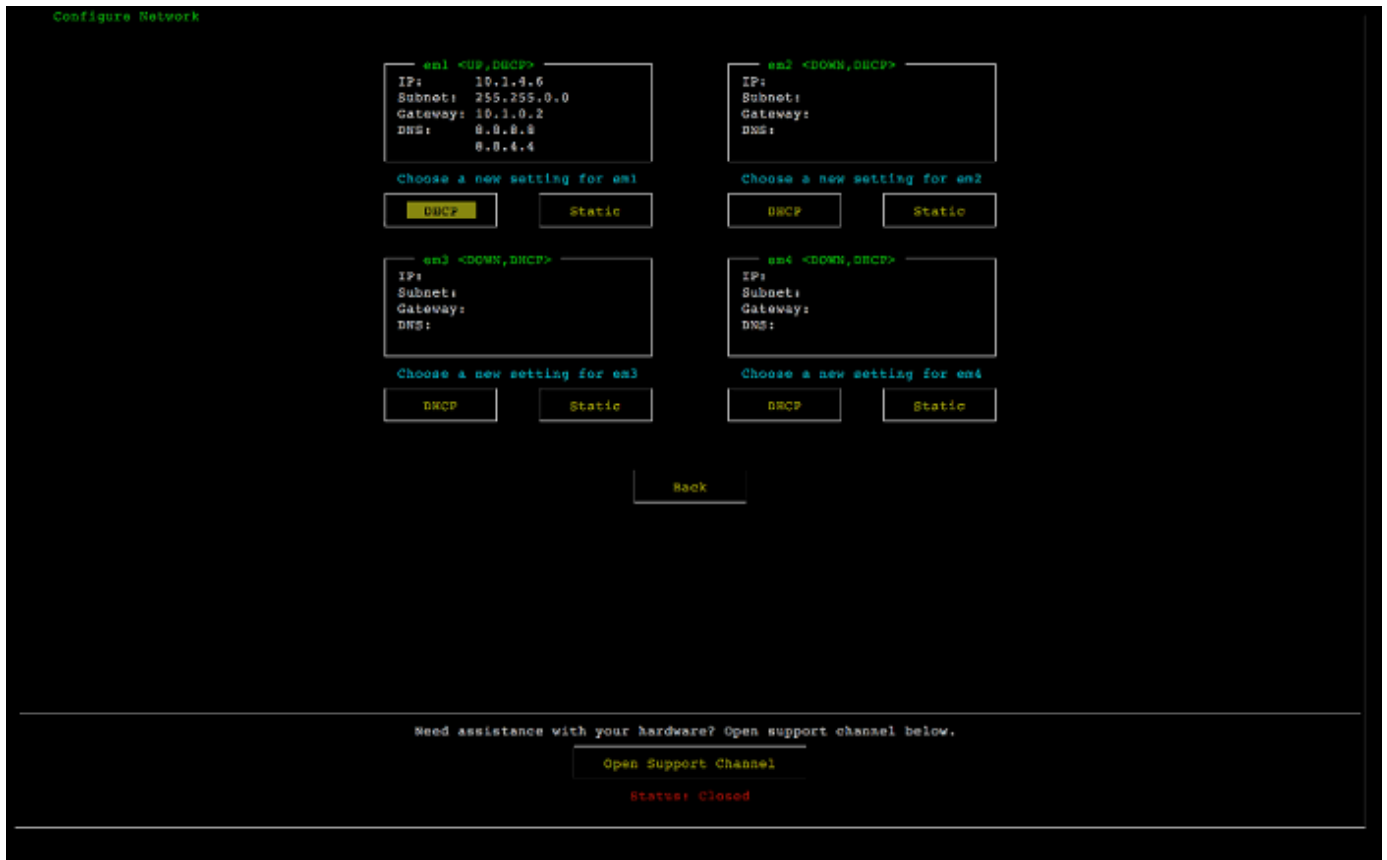 Configure Network
em1 <UP,DHCP>
IP: 10.1.4.6
Subnet: 255.255.0.0
Gateway: 10.1.0.2
DNS: 8.8.8.8
8.8.4.4
Choose a new setting for em1
DHCP Static
em2 <DOWN,DHCP>
IP:
Subnet:
Gateway:
DNS:
Choose a new setting for em2
DHCP Static
em3 <DOWN,DHCP>
IP:
Subnet:
Gateway:
DNS:
Choose a new setting for em3
DHCP Static
em4 <DOWN,DHCP>
IP:
Subnet:
Gateway:
DNS:
Choose a new setting for em4
DHCP Static
Back
Need assistance with your hardware? Open support channel below.
Open Support Channel
Status: Closed